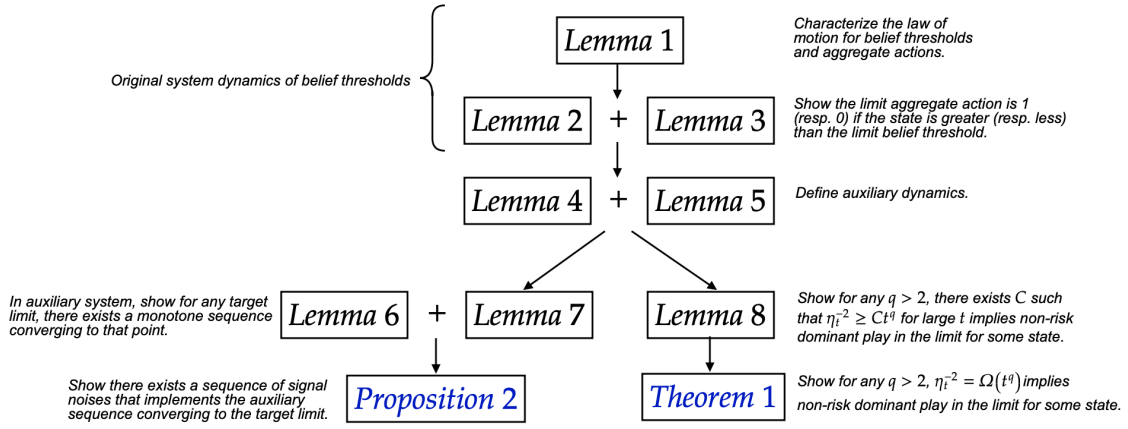 Lemma 1
Characterize the law of
motion for belief thresholds
and aggregate actions.
Original system dynamics of belief thresholds
Lemma 2 + Lemma 3
Show the limit aggregate action is 1
(resp. 0) if the state is greater (resp. less)
than the limit belief threshold.
Lemma 4 + Lemma 5
Define auxiliary dynamics.
In auxiliary system, show for any target
limit, there exists a monotone sequence
converging to that point.
Lemma 6 + Lemma 7
Lemma 8
Show for any q > 2, there exists C such
that η_t^{-2} ≥ Ct^q for large t implies non-risk
dominant play in the limit for some state.
Show there exists a sequence of signal
noises that implements the auxiliary
sequence converging to the target limit.
Proposition 2
Theorem 1
Show for any q > 2, η_t^{-2} = Ω(t^q) implies
non-risk dominant play in the limit for some state.